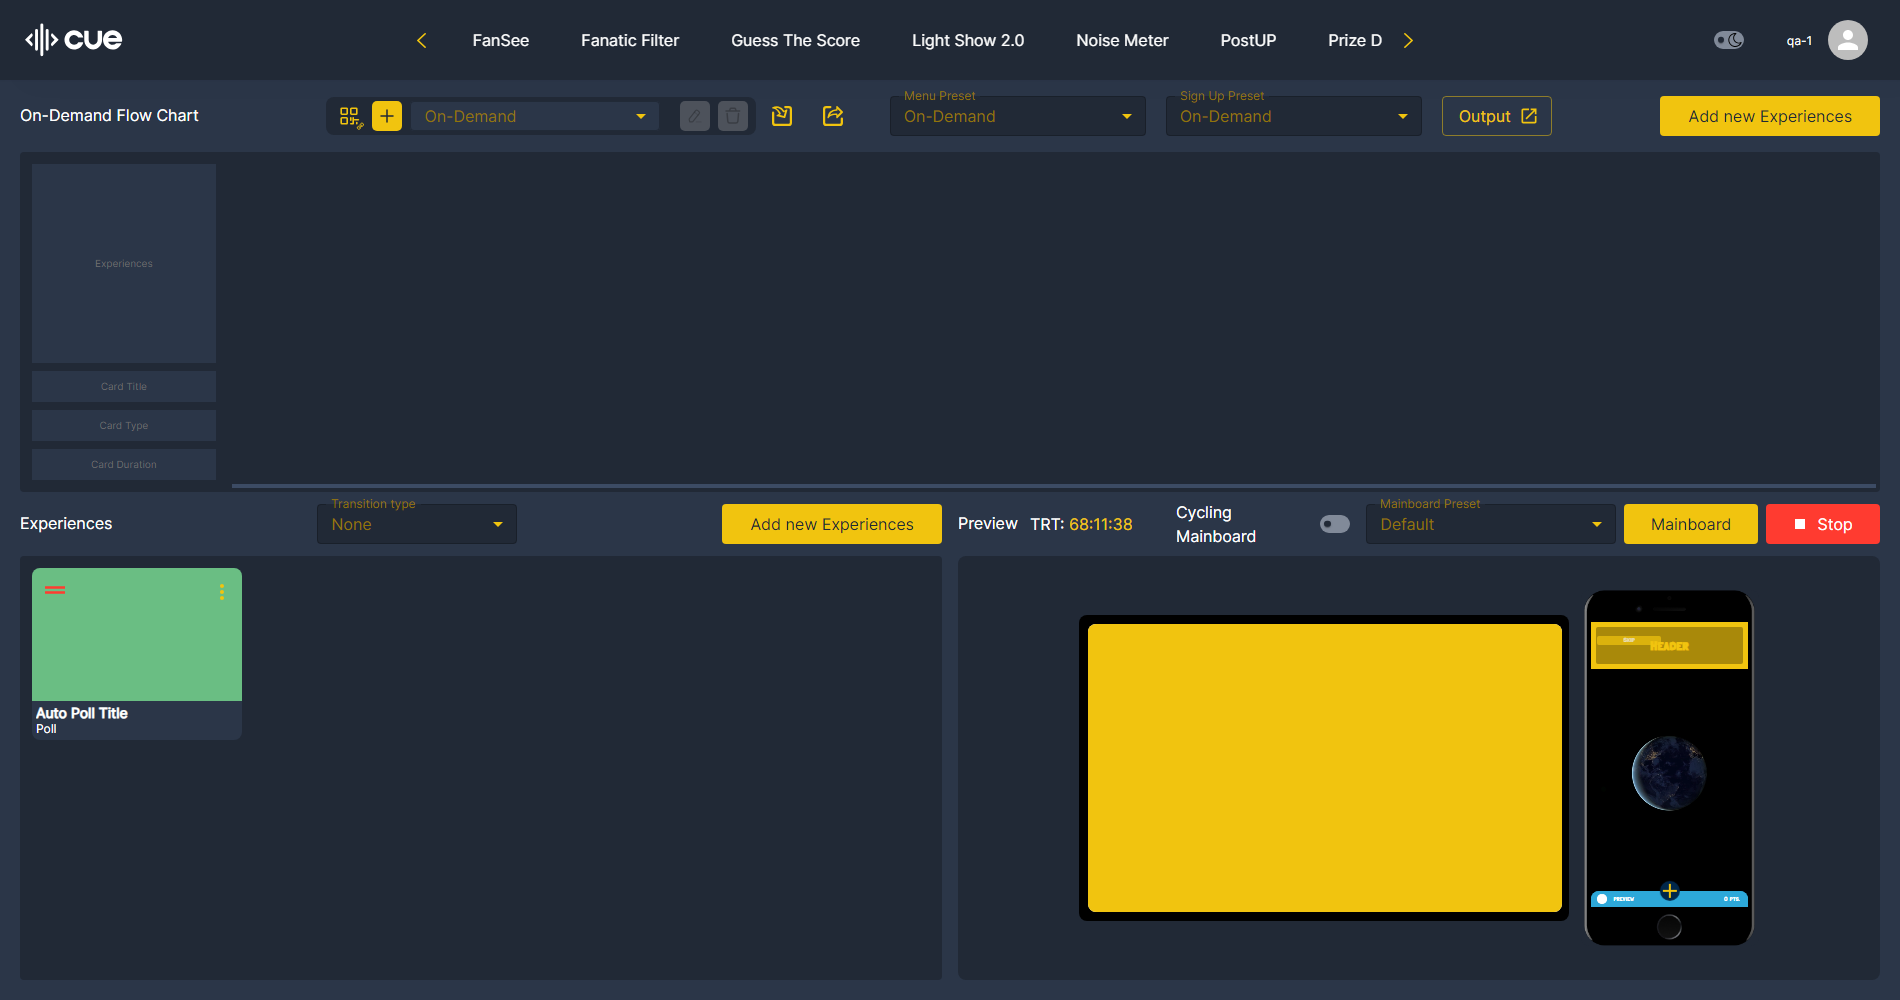 cue
FanSee
Fanatic Filter
Guess The Score
Light Show 2.0
Noise Meter
PostUP
Prize D
qa-1
On-Demand Flow Chart
On-Demand
Menu Preset
On-Demand
Sign Up Preset
On-Demand
Output
Add new Experiences
Experiences
Card Title
Card Type
Card Duration
Experiences
Transition type
None
Add new Experiences
Preview
TRT: 68:11:38
Cycling
Mainboard
Mainboard Preset
Default
Mainboard
Stop
Auto Poll Title
Poll
HEADER
PREVIEW
0 PTS.